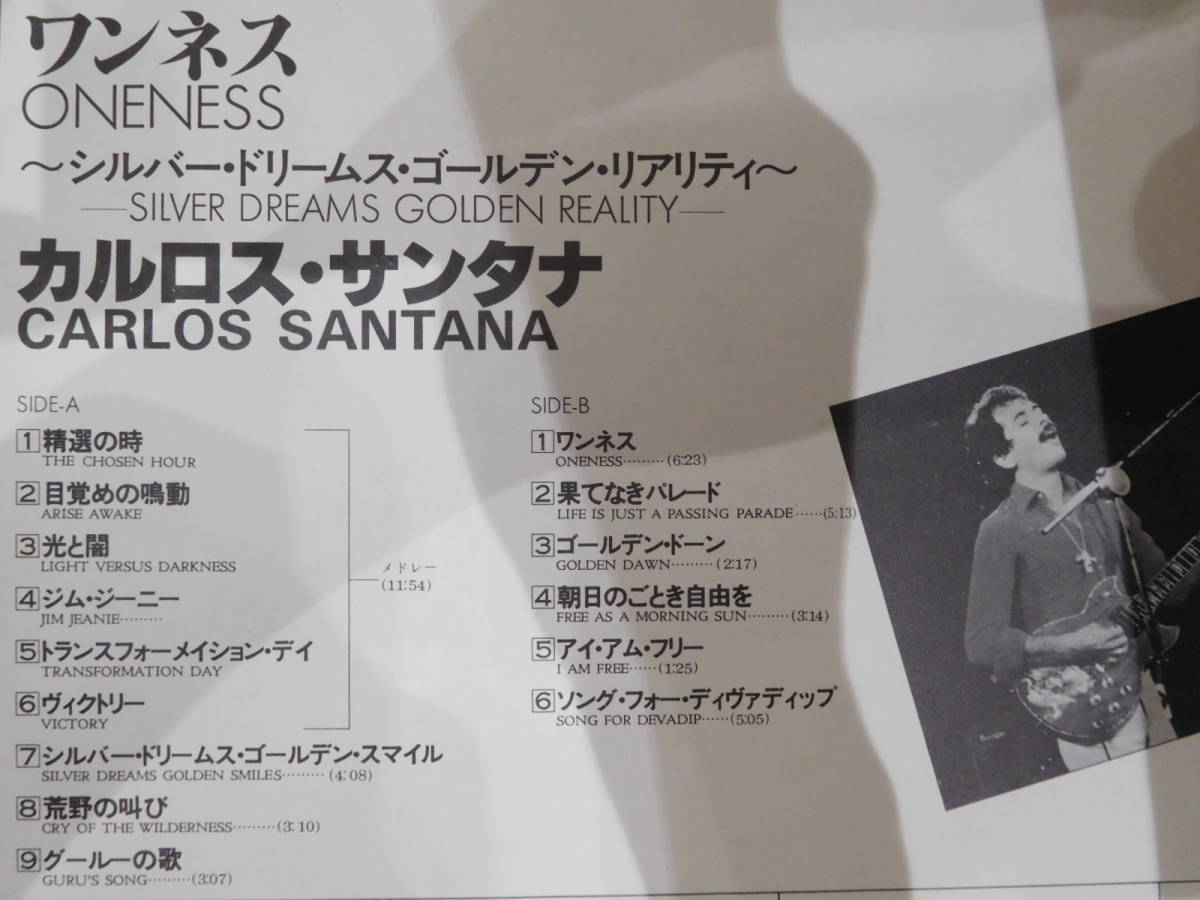 ワンネス
ONENESS
～シルバー・ドリームス・ゴールデン・リアリティ～
—SILVER DREAMS GOLDEN REALITY—
カルロス・サンタナ
CARLOS SANTANA
SIDE-A
1 精選の時
THE CHOSEN HOUR
2 目覚めの鳴動
ARISE AWAKE
3 光と闇
LIGHT VERSUS DARKNESS
4 ジム・ジーニー
JIM JEANIE………
5 トランスフォーメイション・デイ
TRANSFORMATION DAY
6 ヴィクトリー
VICTORY
メドレー
(11:54)
7 シルバー・ドリームス・ゴールデン・スマイル
SILVER DREAMS GOLDEN SMILES………(4:08)
8 荒野の叫び
CRY OF THE WILDERNESS………(3:10)
9 グールーの歌
GURU'S SONG………(3:07)
SIDE-B
1 ワンネス
ONENESS………(6:23)
2 果てなきパレード
LIFE IS JUST A PASSING PARADE……(5:13)
3 ゴールデン・ドーン
GOLDEN DAWN………(2:17)
4 朝日のごとき自由を
FREE AS A MORNING SUN………(3:14)
5 アイ・アム・フリー
I AM FREE……(1:25)
6 ソング・フォー・ディヴァディップ
SONG FOR DEVADIP……(5:05)